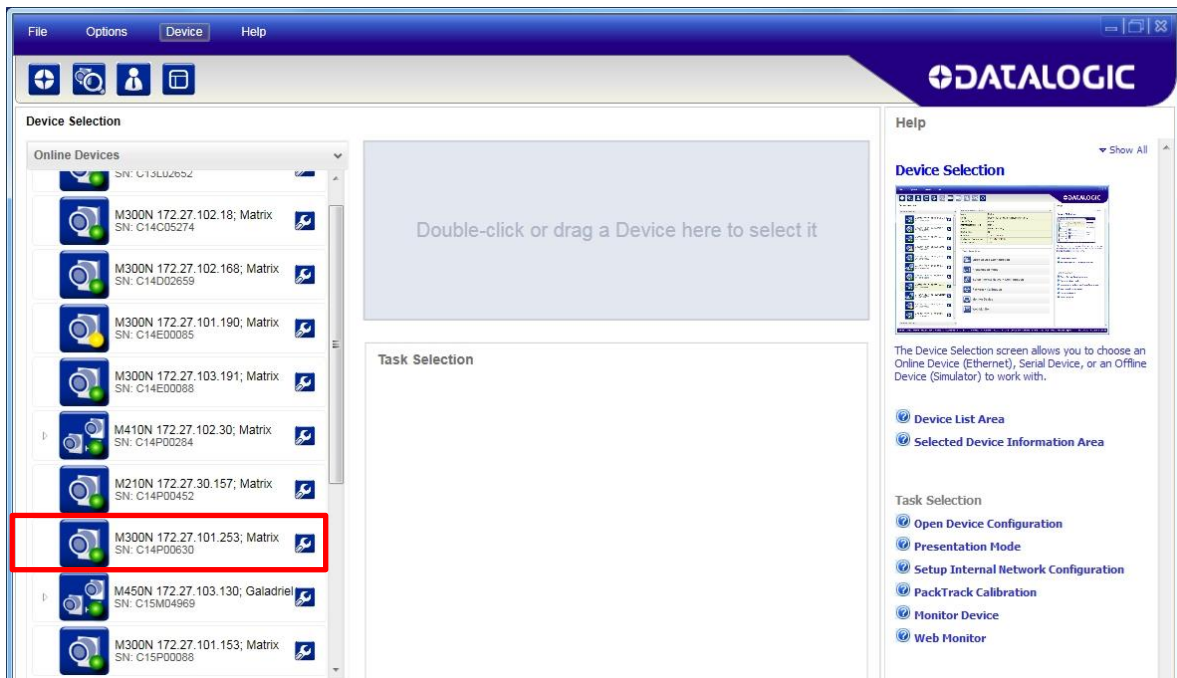 File Options Device Help
DATALOGIC
Device Selection
Online Devices
SN: C13L02652
M300N 172.27.102.18; Matrix
SN: C14C05274
M300N 172.27.102.168; Matrix
SN: C14D02659
M300N 172.27.101.190; Matrix
SN: C14E00085
M300N 172.27.103.191; Matrix
SN: C14E00088
M410N 172.27.102.30; Matrix
SN: C14P00284
M210N 172.27.30.157; Matrix
SN: C14P00452
M300N 172.27.101.253; Matrix
SN: C14P00630
M450N 172.27.103.130; Galadriel
SN: C15M04969
M300N 172.27.101.153; Matrix
SN: C15P00088
Double-click or drag a Device here to select it
Task Selection
Help
Show All
Device Selection
DATALOGIC
The Device Selection screen allows you to choose an
Online Device (Ethernet), Serial Device, or an Offline
Device (Simulator) to work with.
Device List Area
Selected Device Information Area
Task Selection
Open Device Configuration
Presentation Mode
Setup Internal Network Configuration
PackTrack Calibration
Monitor Device
Web Monitor